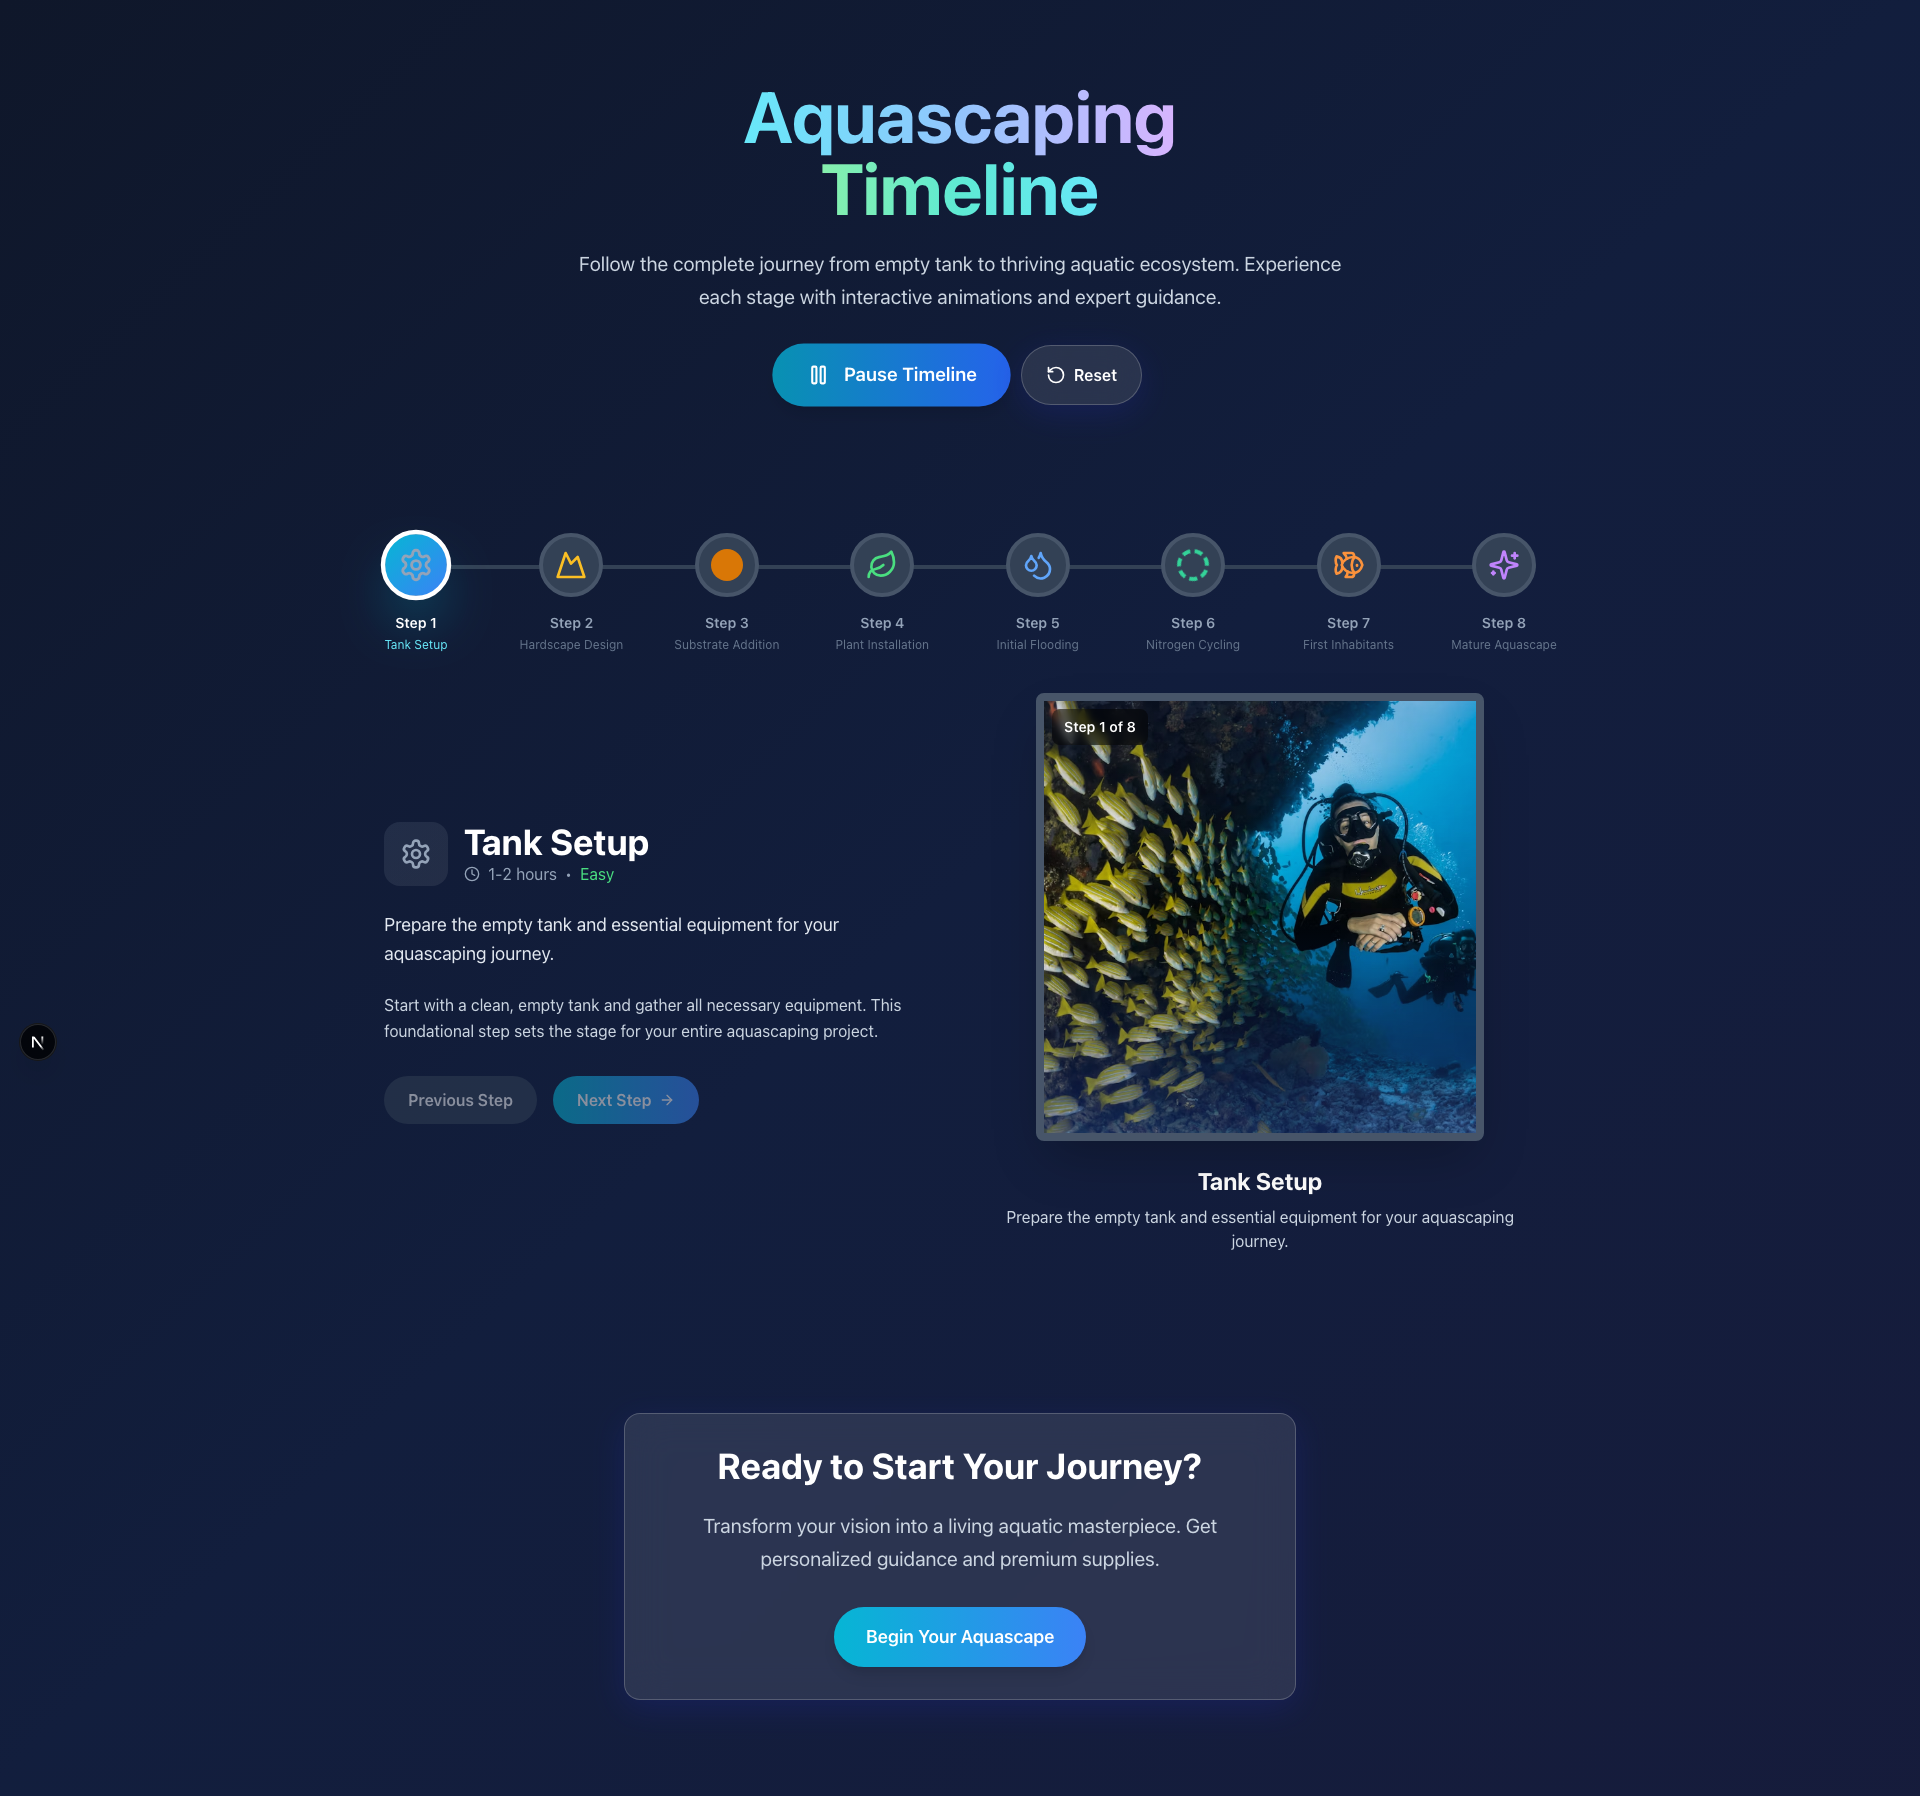 Aquascaping
Timeline
Follow the complete journey from empty tank to thriving aquatic ecosystem. Experience
each stage with interactive animations and expert guidance.
Pause Timeline
Reset
Step 1
Tank Setup
Step 2
Hardscape Design
Step 3
Substrate Addition
Step 4
Plant Installation
Step 5
Initial Flooding
Step 6
Nitrogen Cycling
Step 7
First Inhabitants
Step 8
Mature Aquascape
Step 1 of 8
Tank Setup
1-2 hours • Easy
Prepare the empty tank and essential equipment for your
aquascaping journey.
Start with a clean, empty tank and gather all necessary equipment. This
foundational step sets the stage for your entire aquascaping project.
Previous Step
Next Step →
N
Tank Setup
Prepare the empty tank and essential equipment for your aquascaping
journey.
Ready to Start Your Journey?
Transform your vision into a living aquatic masterpiece. Get
personalized guidance and premium supplies.
Begin Your Aquascape